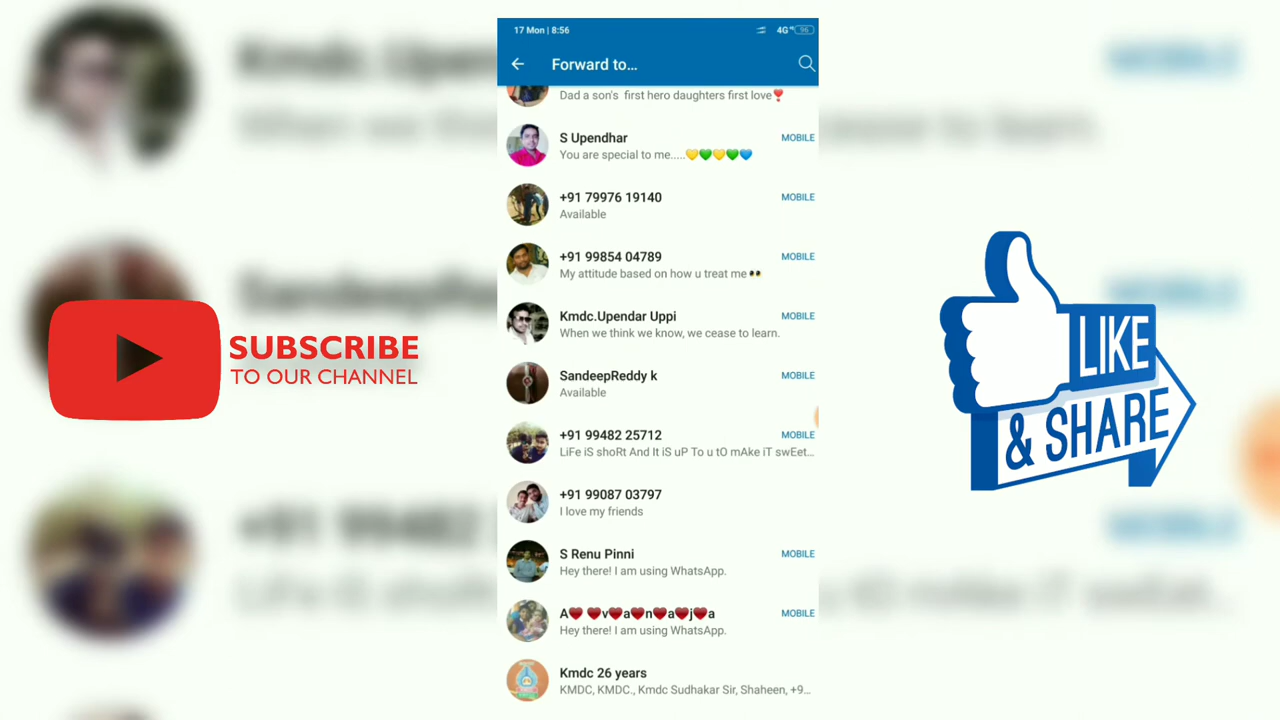 17 Mon | 8:56
4G 96
Forward to...
Dad a son's first hero daughters first love❣️
S Upendhar MOBILE
You are special to me.....💛💚💛💚💙
+91 79976 19140 MOBILE
Available
+91 99854 04789 MOBILE
My attitude based on how u treat me 👀
Kmdc.Upendar Uppi MOBILE
When we think we know, we cease to learn.
SandeepReddy k MOBILE
Available
+91 99482 25712 MOBILE
LiFe iS shoRt And It iS uP To u tO mAke iT swEet...
+91 99087 03797
I love my friends
S Renu Pinni MOBILE
Hey there! I am using WhatsApp.
A❤️ ❤️v❤️a❤️n❤️a❤️j❤️a MOBILE
Hey there! I am using WhatsApp.
Kmdc 26 years
KMDC, KMDC., Kmdc Sudhakar Sir, Shaheen, +9...
SUBSCRIBE
TO OUR CHANNEL
LIKE
& SHARE